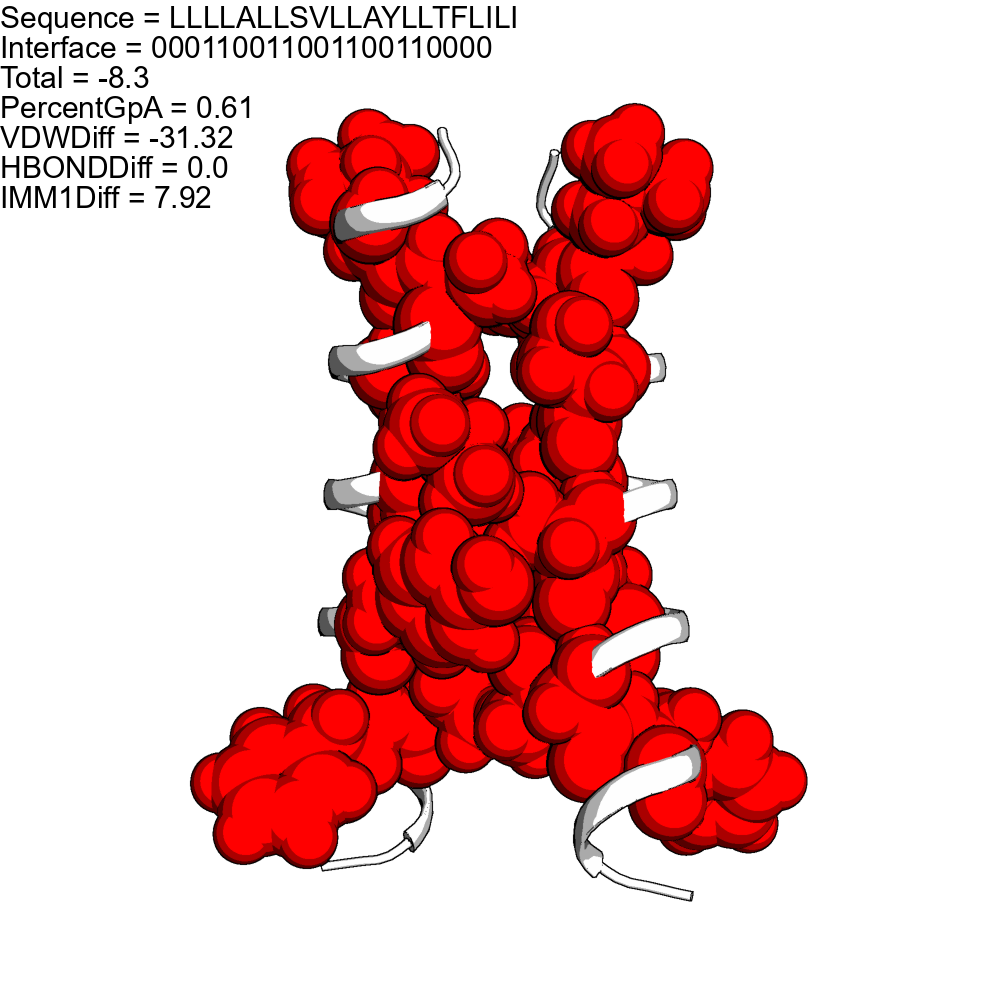 Sequence = LLLLALLSVLLAYLLTFLILI
Interface = 000110011001100110000
Total = -8.3
PercentGpA = 0.61
VDWDiff = -31.32
HBONDDiff = 0.0
IMM1Diff = 7.92